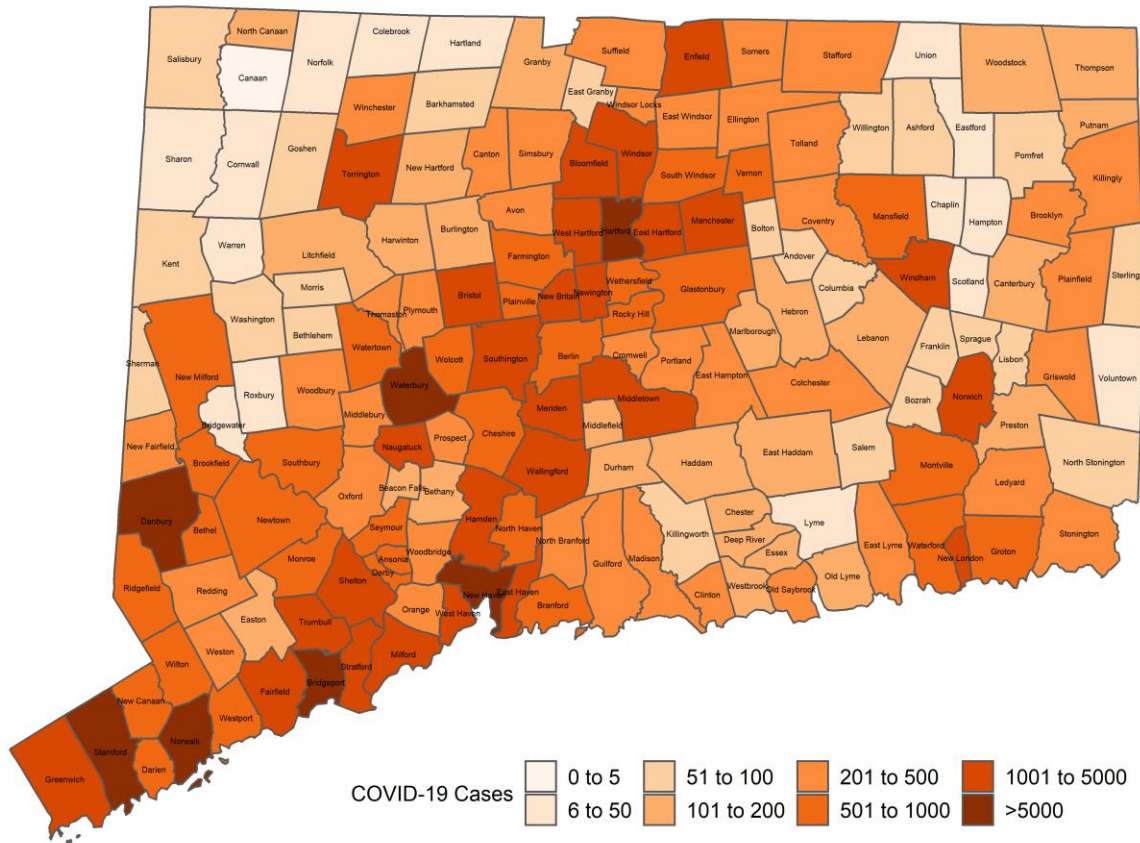 North Canaan
Colebrook
Hartland
Salisbury
Canaan
Norfolk
Granby
Suffield
Enfield
Somers
Stafford
Union
Woodstock
Thompson
East Granby
Windsor Locks
Winchester
Barkhamsted
East Windsor
Ellington
Willington
Ashford
Eastford
Putnam
Sharon
Cornwall
Goshen
Torrington
New Hartford
Canton
Simsbury
Bloomfield
Windsor
South Windsor
Vernon
Tolland
Pomfret
Killingly
Avon
West Hartford
Hartford
East Hartford
Manchester
Bolton
Coventry
Mansfield
Chaplin
Hampton
Brooklyn
Kent
Warren
Litchfield
Harwinton
Burlington
Farmington
Andover
Columbia
Windham
Scotland
Canterbury
Plainfield
Sterling
Morris
Washington
Bethlehem
Thomaston
Plymouth
Bristol
Plainville
New Britain
Newington
Wethersfield
Rocky Hill
Glastonbury
Marlborough
Hebron
Lebanon
Sherman
New Milford
Watertown
Wolcott
Southington
Berlin
Cromwell
Portland
East Hampton
Colchester
Franklin
Sprague
Lisbon
Griswold
Voluntown
Roxbury
Woodbury
Waterbury
Middlebury
Meriden
Middletown
Middlefield
Bozrah
Norwich
Preston
Bridgewater
New Fairfield
Brookfield
Southbury
Naugatuck
Prospect
Cheshire
Wallingford
Durham
Haddam
East Haddam
Salem
Montville
North Stonington
Oxford
Beacon Falls
Bethany
Ledyard
Danbury
Bethel
Newtown
Seymour
Hamden
North Haven
North Branford
Killingworth
Chester
Lyme
Deep River
Essex
Ridgefield
Redding
Monroe
Ansonia
Derby
Woodbridge
Guilford
Madison
East Lyme
Waterford
New London
Groton
Stonington
Easton
Shelton
Orange
New Haven
East Haven
West Haven
Branford
Clinton
Westbrook
Old Saybrook
Old Lyme
Wilton
Weston
Trumbull
Milford
Stratford
Bridgeport
Fairfield
New Canaan
Westport
Stamford
Norwalk
Darien
Greenwich
COVID-19 Cases
0 to 5
6 to 50
51 to 100
101 to 200
201 to 500
501 to 1000
1001 to 5000
>5000